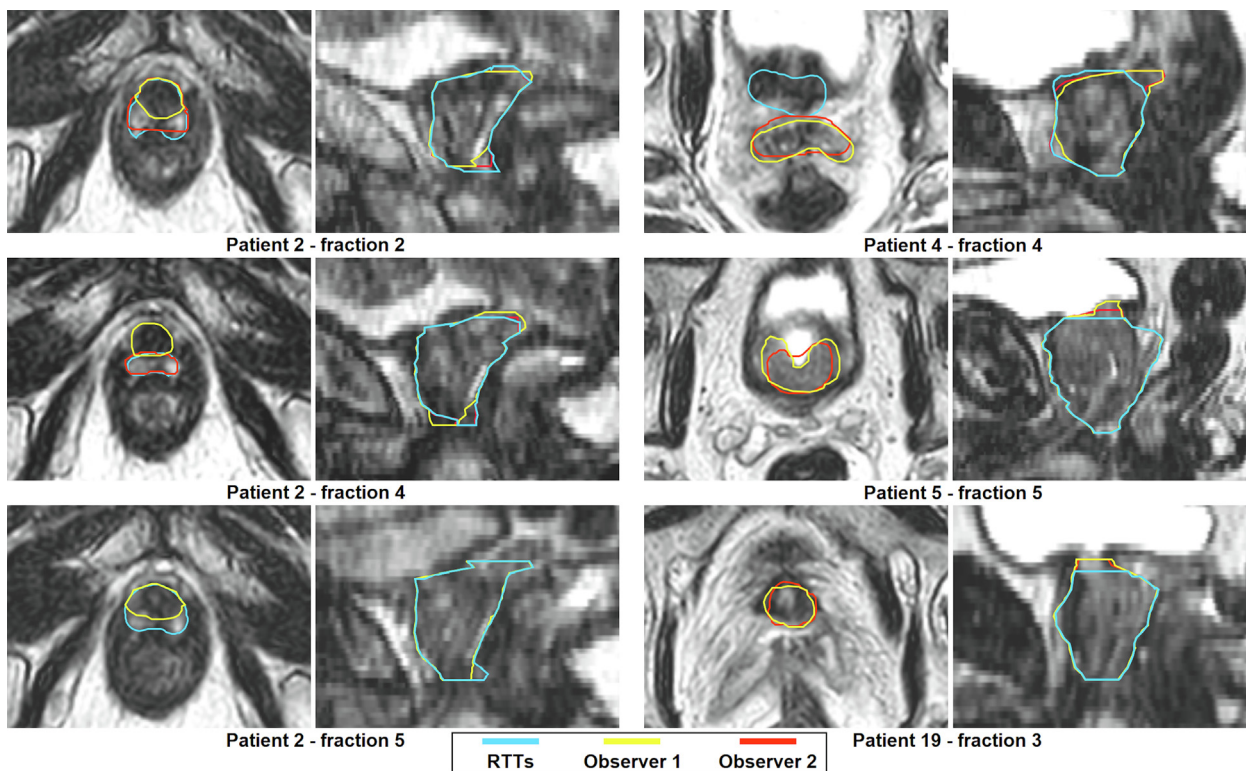 Patient 2 - fraction 2
Patient 4 - fraction 4
Patient 2 - fraction 4
Patient 5 - fraction 5
Patient 2 - fraction 5
Patient 19 - fraction 3
RTTs
Observer 1
Observer 2